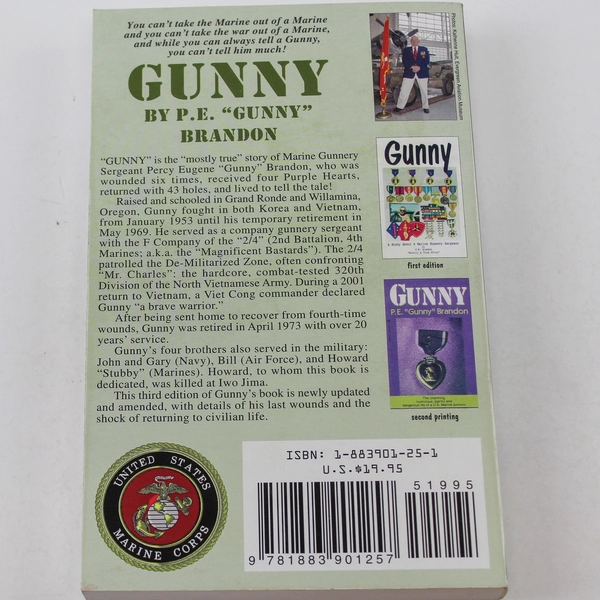 You can't take the Marine out of a Marine
and you can't take the war out of a Marine,
and while you can always tell a Gunny,
you can't tell him much!
GUNNY
BY P.E. “GUNNY”
BRANDON
“GUNNY” is the “mostly true” story of Marine Gunnery
Sergeant Percy Eugene “Gunny” Brandon, who was
wounded six times, received four Purple Hearts,
returned with 43 holes, and lived to tell the tale!
Raised and schooled in Grand Ronde and Willamina,
Oregon, Gunny fought in both Korea and Vietnam,
from January 1953 until his temporary retirement in
May 1969. He served as a company gunnery sergeant
with the F Company of the “2/4” (2nd Battalion, 4th
Marines; a.k.a. the “Magnificent Bastards”). The 2/4
patrolled the De-Militarized Zone, often confronting
“Mr. Charles”: the hardcore, combat-tested 320th
Division of the North Vietnamese Army. During a 2001
return to Vietnam, a Viet Cong commander declared
Gunny “a brave warrior.”
After being sent home to recover from fourth-time
wounds, Gunny was retired in April 1973 with over 20
years' service.
Gunny's four brothers also served in the military:
John and Gary (Navy), Bill (Air Force), and Howard
“Stubby” (Marines). Howard, to whom this book is
dedicated, was killed at Iwo Jima.
This third edition of Gunny's book is newly updated
and amended, with details of his last wounds and the
shock of returning to civilian life.
Photos: Katherine Huit, Evergreen Aviation Museum
Gunny
first edition
GUNNY
P.E. “Gunny” Brandon
second printing
UNITED STATES
MARINE CORPS
ISBN: 1-883901-25-1
U.S.$19.95
51995
9 781883 901257